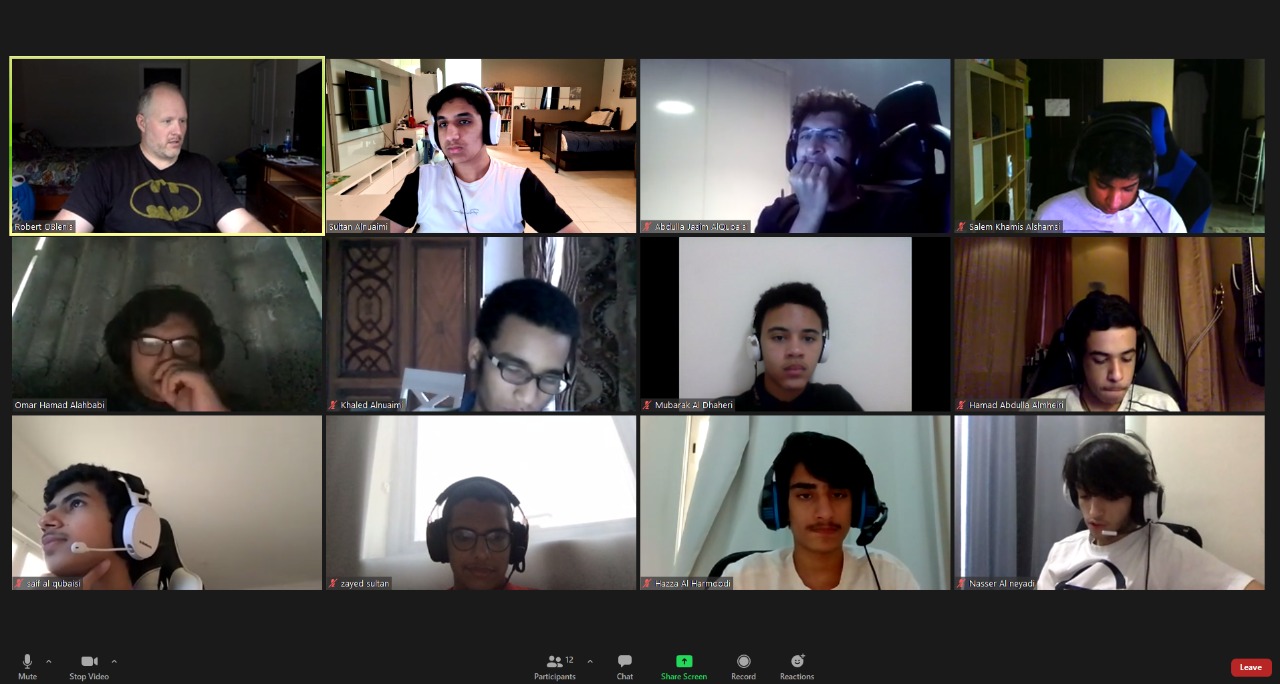 Robert OBlenis
Sultan Alnuaimi
Abdulla Jasim AlQubaisi
Salem Khamis Alshamsi
Omar Hamad Alahbabi
Khaled Alnuaimi
Mubarak Al Dhaheri
Hamad Abdulla Almheiri
saif al qubaisi
zayed sultan
Hazza Al Harmoodi
Nasser Al neyadi
Mute
Stop Video
Participants
12
Chat
Share Screen
Record
Reactions
Leave